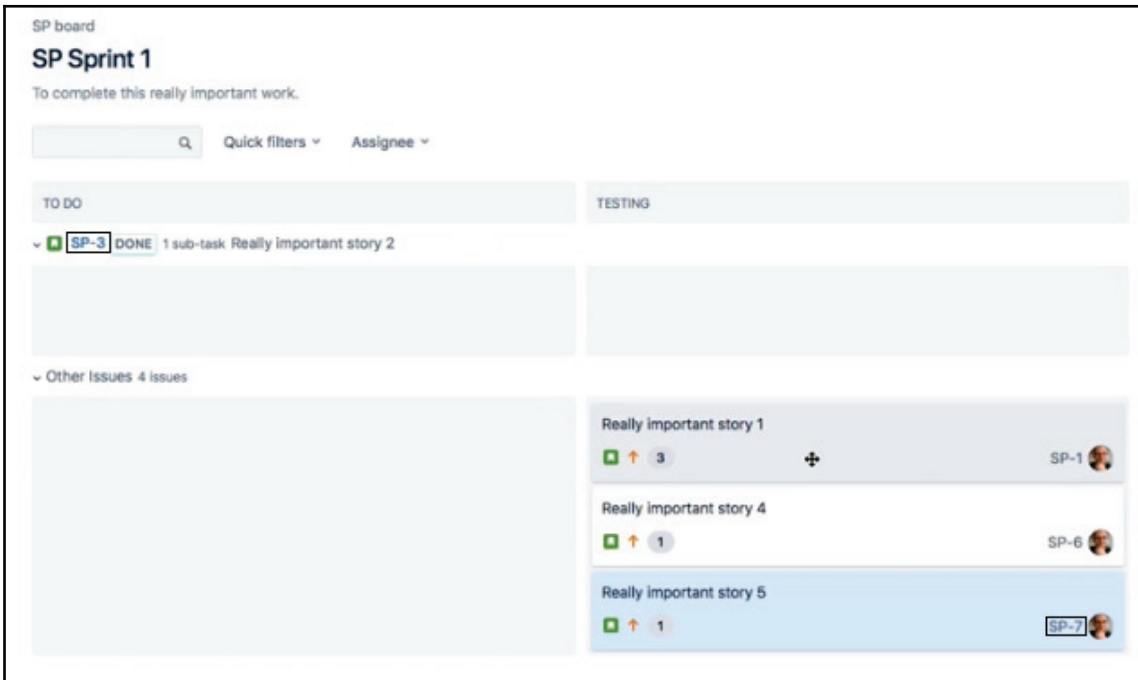 SP board
SP Sprint 1
To complete this really important work.
Quick filters Assignee
TO DO TESTING
SP-3 DONE 1 sub-task Really important story 2
Other Issues 4 issues
Really important story 1
3 SP-1
Really important story 4
1 SP-6
Really important story 5
1 SP-7